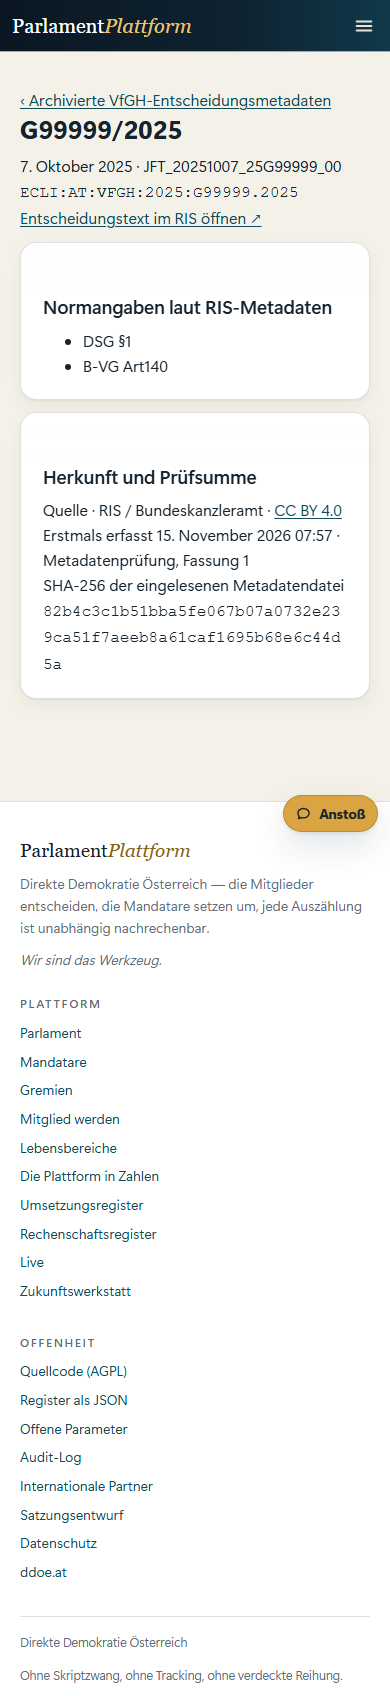 ParlamentPlattform
‹ Archivierte VfGH-Entscheidungsmetadaten
G99999/2025
7. Oktober 2025 · JFT_20251007_25G99999_00
ECLI:AT:VFGH:2025:G99999.2025
Entscheidungstext im RIS öffnen ↗
Normangaben laut RIS-Metadaten
• DSG §1
• B-VG Art140
Herkunft und Prüfsumme
Quelle · RIS / Bundeskanzleramt · CC BY 4.0
Erstmals erfasst 15. November 2026 07:57 ·
Metadatenprüfung, Fassung 1
SHA-256 der eingelesenen Metadatendatei
82b4c3c1b51bba5fe067b07a0732e23
9ca51f7aeeb8a61caf1695b68e6c44d
5a
Anstoß
ParlamentPlattform
Direkte Demokratie Österreich — die Mitglieder
entscheiden, die Mandatare setzen um, jede Auszählung
ist unabhängig nachrechenbar.
Wir sind das Werkzeug.
PLATTFORM
Parlament
Mandatare
Gremien
Mitglied werden
Lebensbereiche
Die Plattform in Zahlen
Umsetzungsregister
Rechenschaftsregister
Live
Zukunftswerkstatt
OFFENHEIT
Quellcode (AGPL)
Register als JSON
Offene Parameter
Audit-Log
Internationale Partner
Satzungsentwurf
Datenschutz
ddoe.at
Direkte Demokratie Österreich
Ohne Skriptzwang, ohne Tracking, ohne verdeckte Reihung.